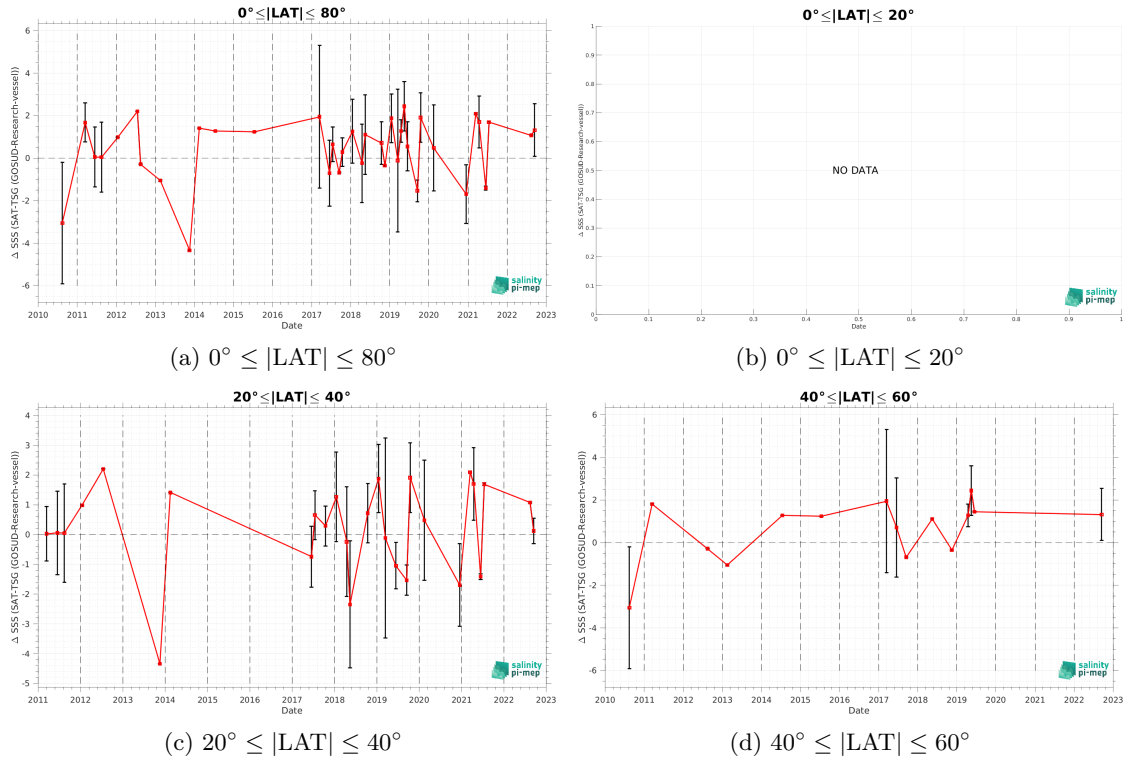 0°≤|LAT|≤ 80°
Δ SSS (SAT-TSG (GOSUD-Research-vessel))
6
4
2
0
-2
-4
-6
2010 2011 2012 2013 2014 2015 2016 2017 2018 2019 2020 2021 2022 2023
Date
salinity
pi-mep
(a) 0° ≤ |LAT| ≤ 80°
0°≤|LAT|≤ 20°
Δ SSS (SAT-TSG (GOSUD-Research-vessel))
1
0.9
0.8
0.7
0.6
0.5
0.4
0.3
0.2
0.1
0
NO DATA
0 0.1 0.2 0.3 0.4 0.5 0.6 0.7 0.8 0.9 1
Date
salinity
pi-mep
(b) 0° ≤ |LAT| ≤ 20°
20°≤|LAT|≤ 40°
Δ SSS (SAT-TSG (GOSUD-Research-vessel))
4
3
2
1
0
-1
-2
-3
-4
-5
2011 2012 2013 2014 2015 2016 2017 2018 2019 2020 2021 2022 2023
Date
salinity
pi-mep
(c) 20° ≤ |LAT| ≤ 40°
40°≤|LAT|≤ 60°
Δ SSS (SAT-TSG (GOSUD-Research-vessel))
6
4
2
0
-2
-4
-6
2010 2011 2012 2013 2014 2015 2016 2017 2018 2019 2020 2021 2022 2023
Date
salinity
pi-mep
(d) 40° ≤ |LAT| ≤ 60°